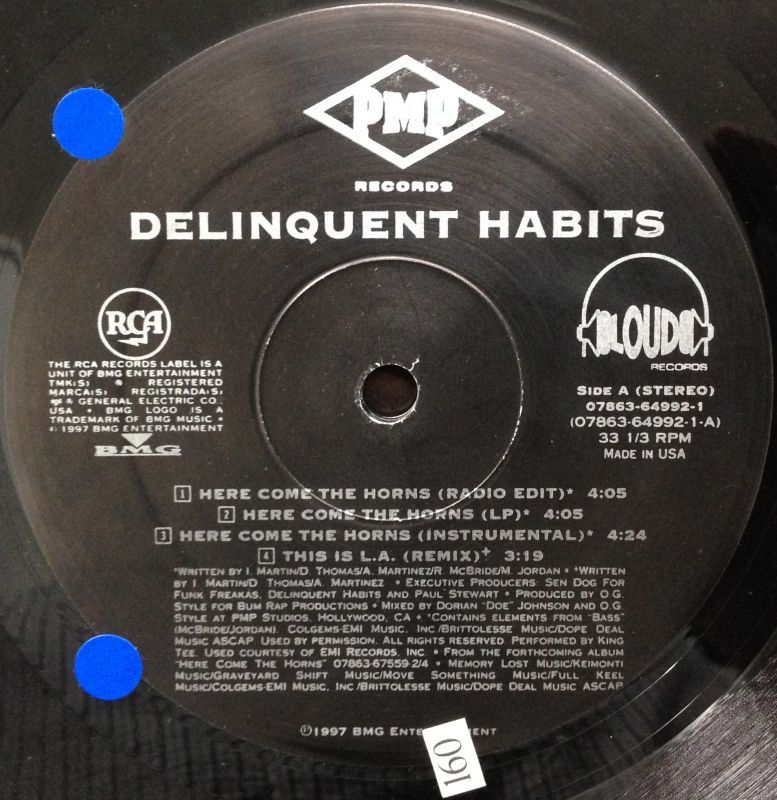 PMP
RECORDS
DELINQUENT HABITS
RCA
THE RCA RECORDS LABEL IS A
UNIT OF BMG ENTERTAINMENT
TMK(S) ® REGISTERED
MARCA(S) REGISTRADA(S)
® GENERAL ELECTRIC CO.,
USA • BMG LOGO IS A
TRADEMARK OF BMG MUSIC •
© 1997 BMG ENTERTAINMENT
BMG
LOUD
RECORDS
SIDE A (STEREO)
07863-64992-1
(07863-64992-1-A)
33 1/3 RPM
MADE IN USA
1 HERE COME THE HORNS (RADIO EDIT)* 4:05
2 HERE COME THE HORNS (LP)* 4:05
3 HERE COME THE HORNS (INSTRUMENTAL)* 4:24
4 THIS IS L.A. (REMIX)+ 3:19
*WRITTEN BY I. MARTIN/D. THOMAS/A. MARTINEZ/R. MCBRIDE/M. JORDAN • +WRITTEN
BY I. MARTIN/D. THOMAS/A. MARTINEZ • EXECUTIVE PRODUCERS: SEN DOG FOR
FUNK FREAKAS, DELINQUENT HABITS AND PAUL STEWART • PRODUCED BY O.G.
STYLE FOR BUM RAP PRODUCTIONS • MIXED BY DORIAN "DOE" JOHNSON AND O.G.
STYLE AT PMP STUDIOS, HOLLYWOOD, CA • *CONTAINS ELEMENTS FROM "BASS"
(MCBRIDE/JORDAN), COLGEMS-EMI MUSIC, INC./BRITTOLESSE MUSIC/DOPE DEAL
MUSIC ASCAP. USED BY PERMISSION. ALL RIGHTS RESERVED. PERFORMED BY KING
TEE. USED COURTESY OF EMI RECORDS, INC. • FROM THE FORTHCOMING ALBUM
"HERE COME THE HORNS" 07863-67559-2/4 • MEMORY LOST MUSIC/KEIMONTI
MUSIC/GRAVEYARD SHIFT MUSIC/MOVE SOMETHING MUSIC/FULL KEEL
MUSIC/COLGEMS-EMI MUSIC, INC./BRITTOLESSE MUSIC/DOPE DEAL MUSIC ASCAP
℗©1997 BMG ENTERTAINMENT
160